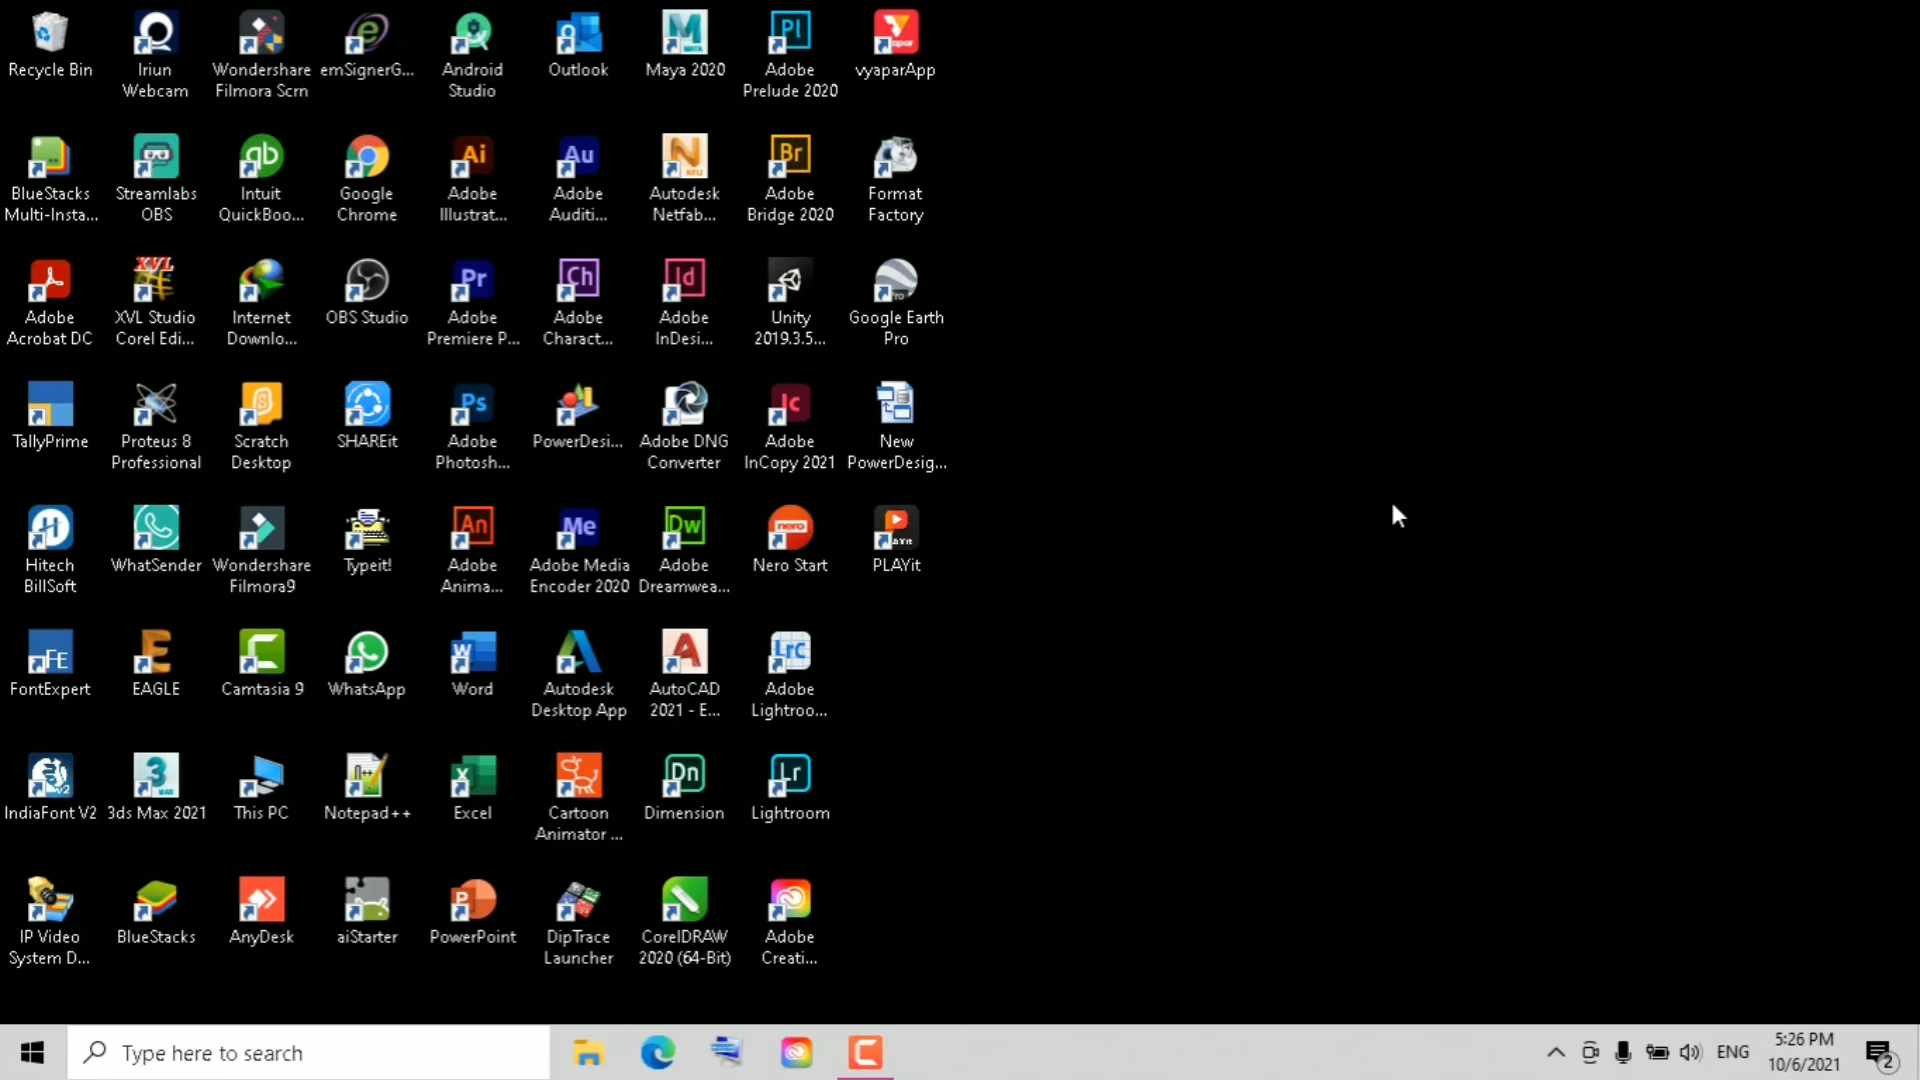 Recycle Bin
Iriun
Webcam
Wondershare
Filmora Scrn
emSignerG...
Android
Studio
Outlook
Maya 2020
Adobe
Prelude 2020
vyaparApp
BlueStacks
Multi-Insta...
Streamlabs
OBS
Intuit
QuickBoo...
Google
Chrome
Adobe
Illustrat...
Adobe
Auditi...
Autodesk
Netfab...
Adobe
Bridge 2020
Format
Factory
Adobe
Acrobat DC
XVL Studio
Corel Edi...
Internet
Downlo...
OBS Studio
Adobe
Premiere P...
Adobe
Charact...
Adobe
InDesi...
Unity
2019.3.5...
Google Earth
Pro
TallyPrime
Proteus 8
Professional
Scratch
Desktop
SHAREit
Adobe
Photosh...
PowerDesi...
Adobe DNG
Converter
Adobe
InCopy 2021
New
PowerDesig...
Hitech
BillSoft
WhatSender
Wondershare
Filmora9
Typeit!
Adobe
Anima...
Adobe Media
Encoder 2020
Adobe
Dreamwea...
Nero Start
PLAYit
FontExpert
EAGLE
Camtasia 9
WhatsApp
Word
Autodesk
Desktop App
AutoCAD
2021 - E...
Adobe
Lightroo...
IndiaFont V2
3ds Max 2021
This PC
Notepad++
Excel
Cartoon
Animator ...
Dimension
Lightroom
IP Video
System D...
BlueStacks
AnyDesk
aiStarter
PowerPoint
DipTrace
Launcher
CorelDRAW
2020 (64-Bit)
Adobe
Creati...
Type here to search
ENG
5:26 PM
10/6/2021
2